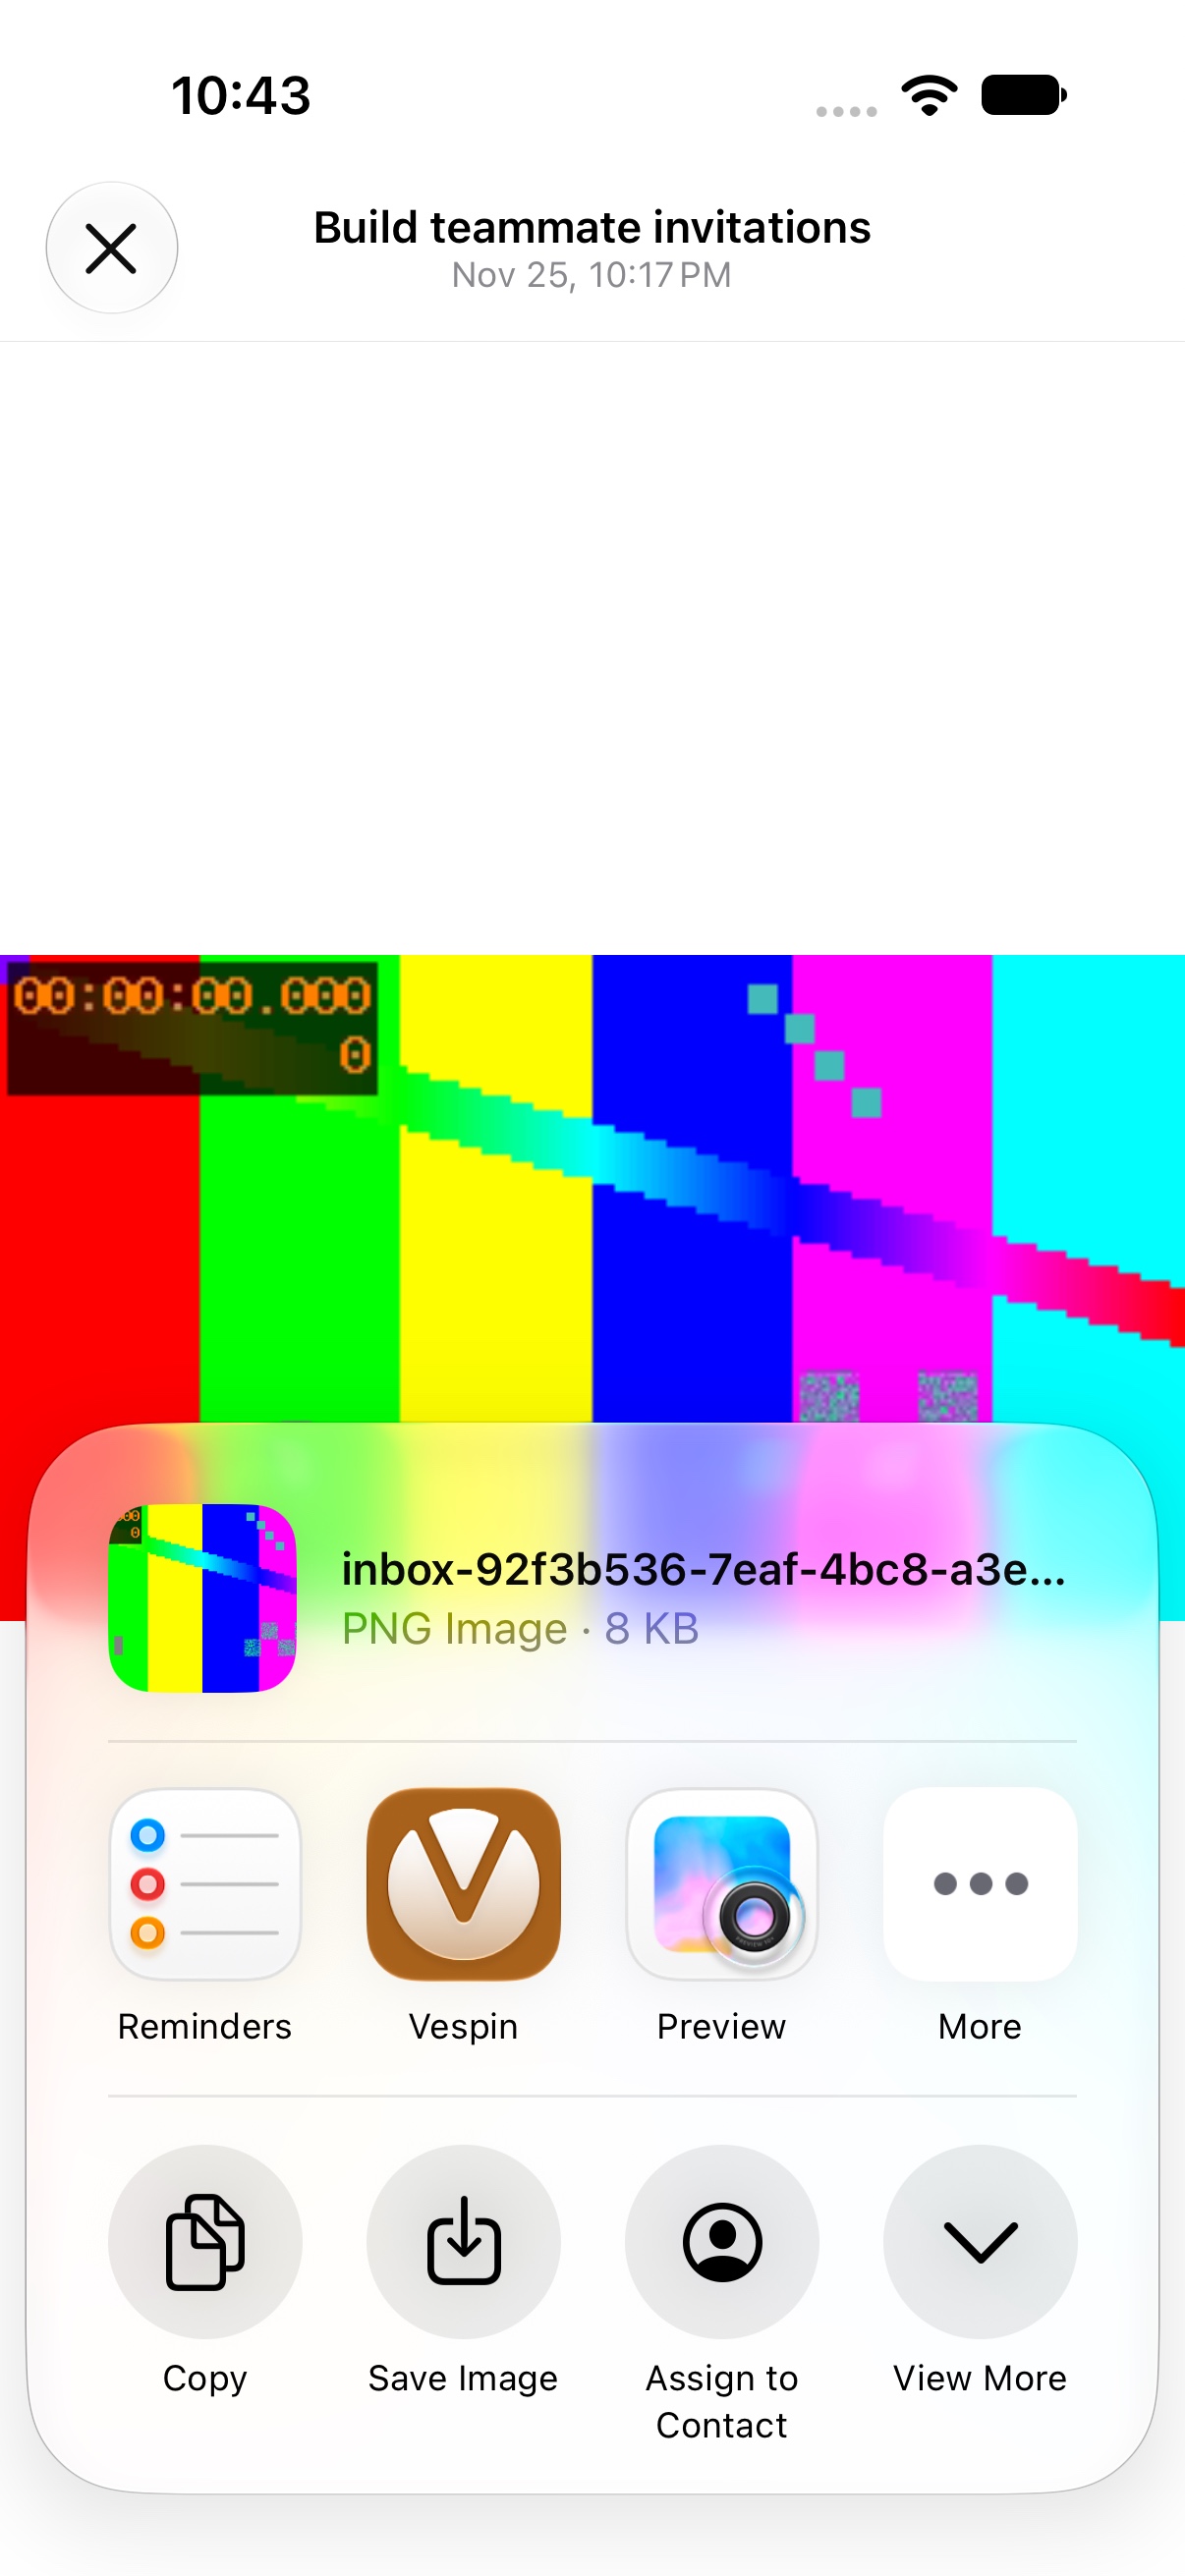 10:43
Build teammate invitations
Nov 25, 10:17 PM
00:00:00.000
0
inbox-92f3b536-7eaf-4bc8-a3e...
PNG Image · 8 KB
Reminders
Vespin
Preview
More
Copy
Save Image
Assign to
Contact
View More